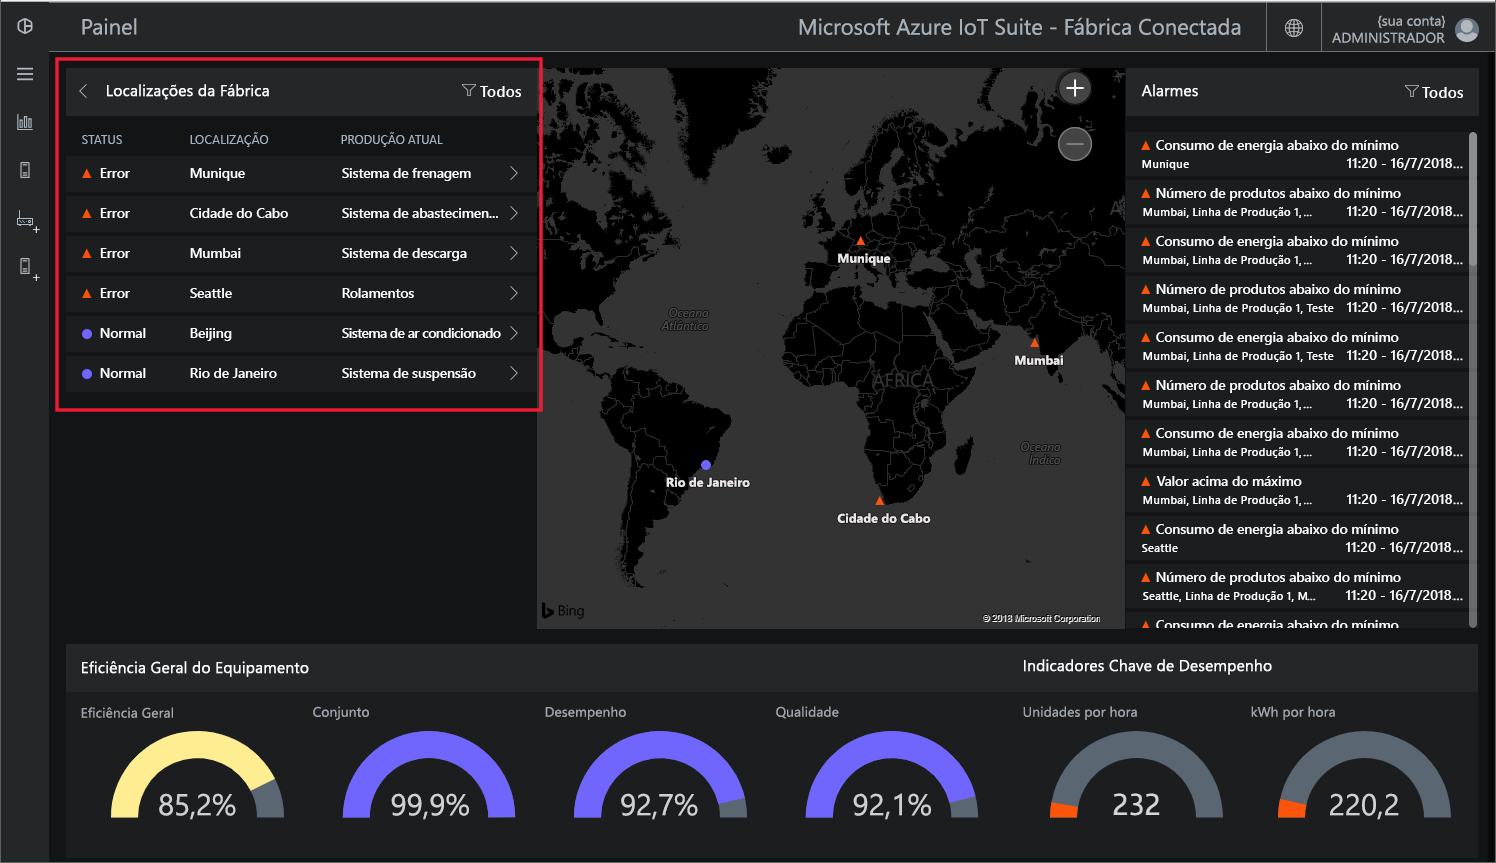 Painel
Microsoft Azure IoT Suite - Fábrica Conectada
{sua conta}
ADMINISTRADOR
Localizações da Fábrica
Todos
STATUS LOCALIZAÇÃO PRODUÇÃO ATUAL
Error Munique Sistema de frenagem
Error Cidade do Cabo Sistema de abastecimen...
Error Mumbai Sistema de descarga
Error Seattle Rolamentos
Normal Beijing Sistema de ar condicionado
Normal Rio de Janeiro Sistema de suspensão
Munique
Oceano
Atlântico
Mumbai
ÁFRICA
Oceano
Índico
Rio de Janeiro
Cidade do Cabo
Bing
© 2018 Microsoft Corporation
Alarmes
Todos
Consumo de energia abaixo do mínimo
Munique 11:20 - 16/7/2018...
Número de produtos abaixo do mínimo
Mumbai, Linha de Produção 1,... 11:20 - 16/7/2018...
Consumo de energia abaixo do mínimo
Mumbai, Linha de Produção 1,... 11:20 - 16/7/2018...
Número de produtos abaixo do mínimo
Mumbai, Linha de Produção 1, Teste 11:20 - 16/7/2018...
Consumo de energia abaixo do mínimo
Mumbai, Linha de Produção 1, Teste 11:20 - 16/7/2018...
Número de produtos abaixo do mínimo
Mumbai, Linha de Produção 1,... 11:20 - 16/7/2018...
Consumo de energia abaixo do mínimo
Mumbai, Linha de Produção 1,... 11:20 - 16/7/2018...
Valor acima do máximo
Mumbai, Linha de Produção 1,... 11:20 - 16/7/2018...
Consumo de energia abaixo do mínimo
Seattle 11:20 - 16/7/2018...
Número de produtos abaixo do mínimo
Seattle, Linha de Produção 1, M... 11:20 - 16/7/2018...
Consumo de energia abaixo do mínimo
Eficiência Geral do Equipamento
Indicadores Chave de Desempenho
Eficiência Geral Conjunto Desempenho Qualidade Unidades por hora kWh por hora
85,2% 99,9% 92,7% 92,1% 232 220,2